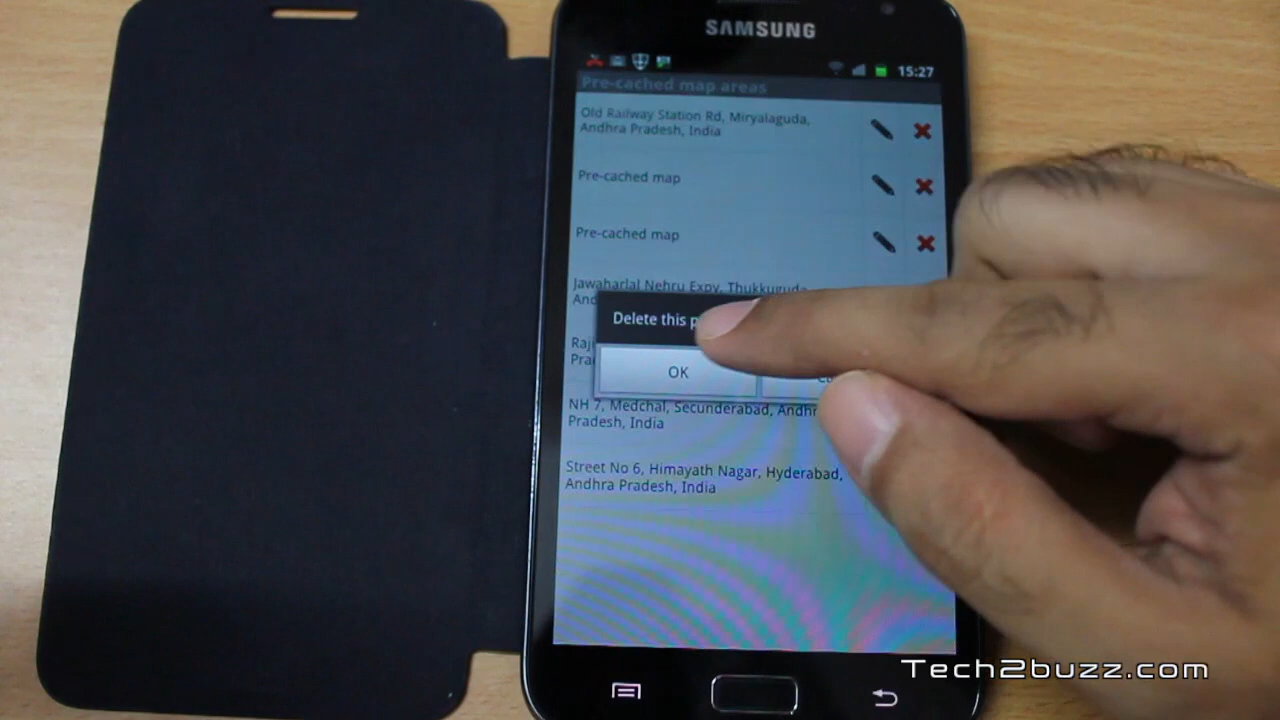 SAMSUNG
15:27
Pre-cached map areas
Old Railway Station Rd, Miryalaguda,
Andhra Pradesh, India
Pre-cached map
Pre-cached map
Jawaharlal Nehru Expy, Thukkuguda
Delete this
OK
NH 7, Medchal, Secunderabad,
Pradesh, India
Street No 6, Himayath Nagar, Hyderabad,
Andhra Pradesh, India
Tech2buzz.com